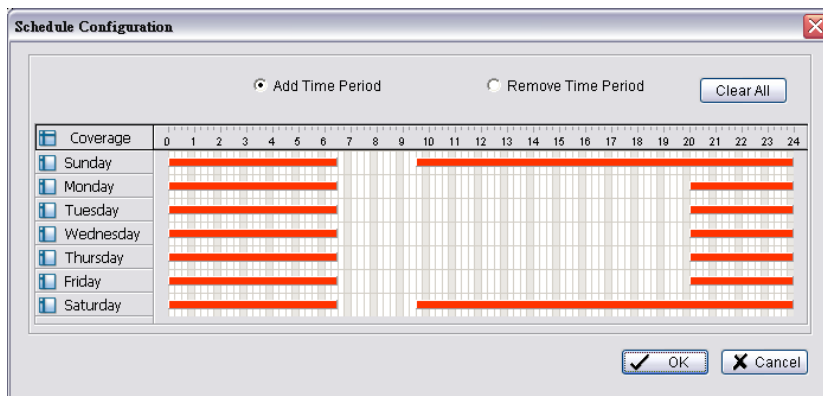 Schedule Configuration
Add Time Period Remove Time Period Clear All
Coverage 0 1 2 3 4 5 6 7 8 9 10 11 12 13 14 15 16 17 18 19 20 21 22 23 24
Sunday
Monday
Tuesday
Wednesday
Thursday
Friday
Saturday
OK Cancel